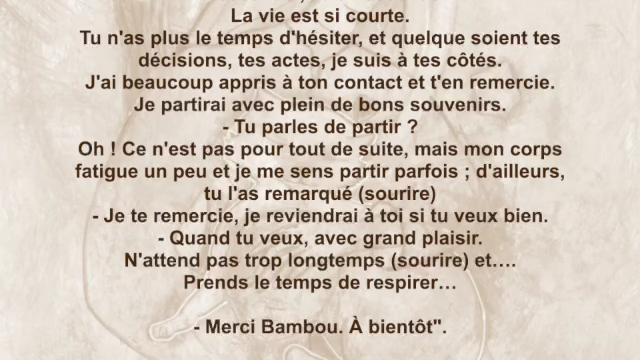 La vie est si courte.
Tu n'as plus le temps d'hésiter, et quelque soient tes
décisions, tes actes, je suis à tes côtés.
J'ai beaucoup appris à ton contact et t'en remercie.
Je partirai avec plein de bons souvenirs.
- Tu parles de partir ?
Oh ! Ce n'est pas pour tout de suite, mais mon corps
fatigue un peu et je me sens partir parfois ; d'ailleurs,
tu l'as remarqué (sourire)
- Je te remercie, je reviendrai à toi si tu veux bien.
- Quand tu veux, avec grand plaisir.
N'attend pas trop longtemps (sourire) et….
Prends le temps de respirer…
- Merci Bambou. À bientôt".